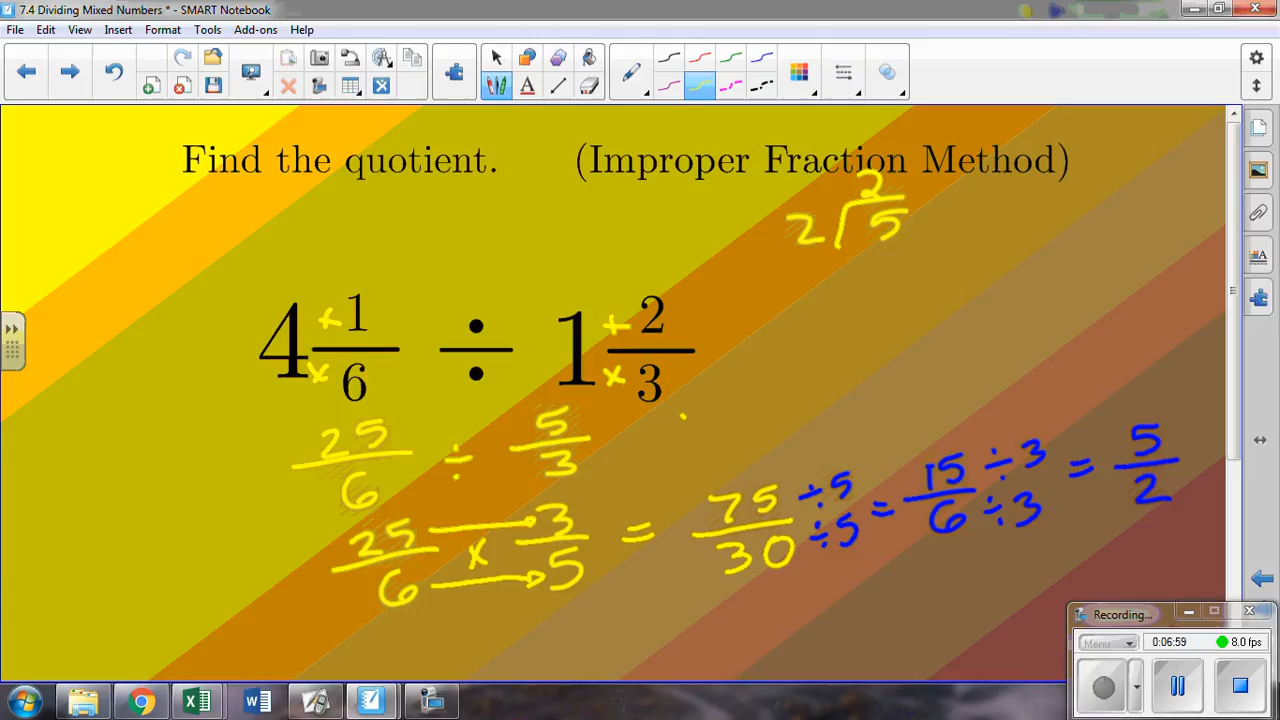 7.4 Dividing Mixed Numbers * - SMART Notebook
File Edit View Insert Format Tools Add-ons Help
Find the quotient. (Improper Fraction Method)
2
2 5
4 1/6 ÷ 1 2/3
× + × ×
25/6 ÷ 5/3
25/6 × 3/5 = 75/30 ÷5/÷5 = 15/6 ÷3/÷3 = 5/2
Recording...
Menu 0:06:59 8.0 fps